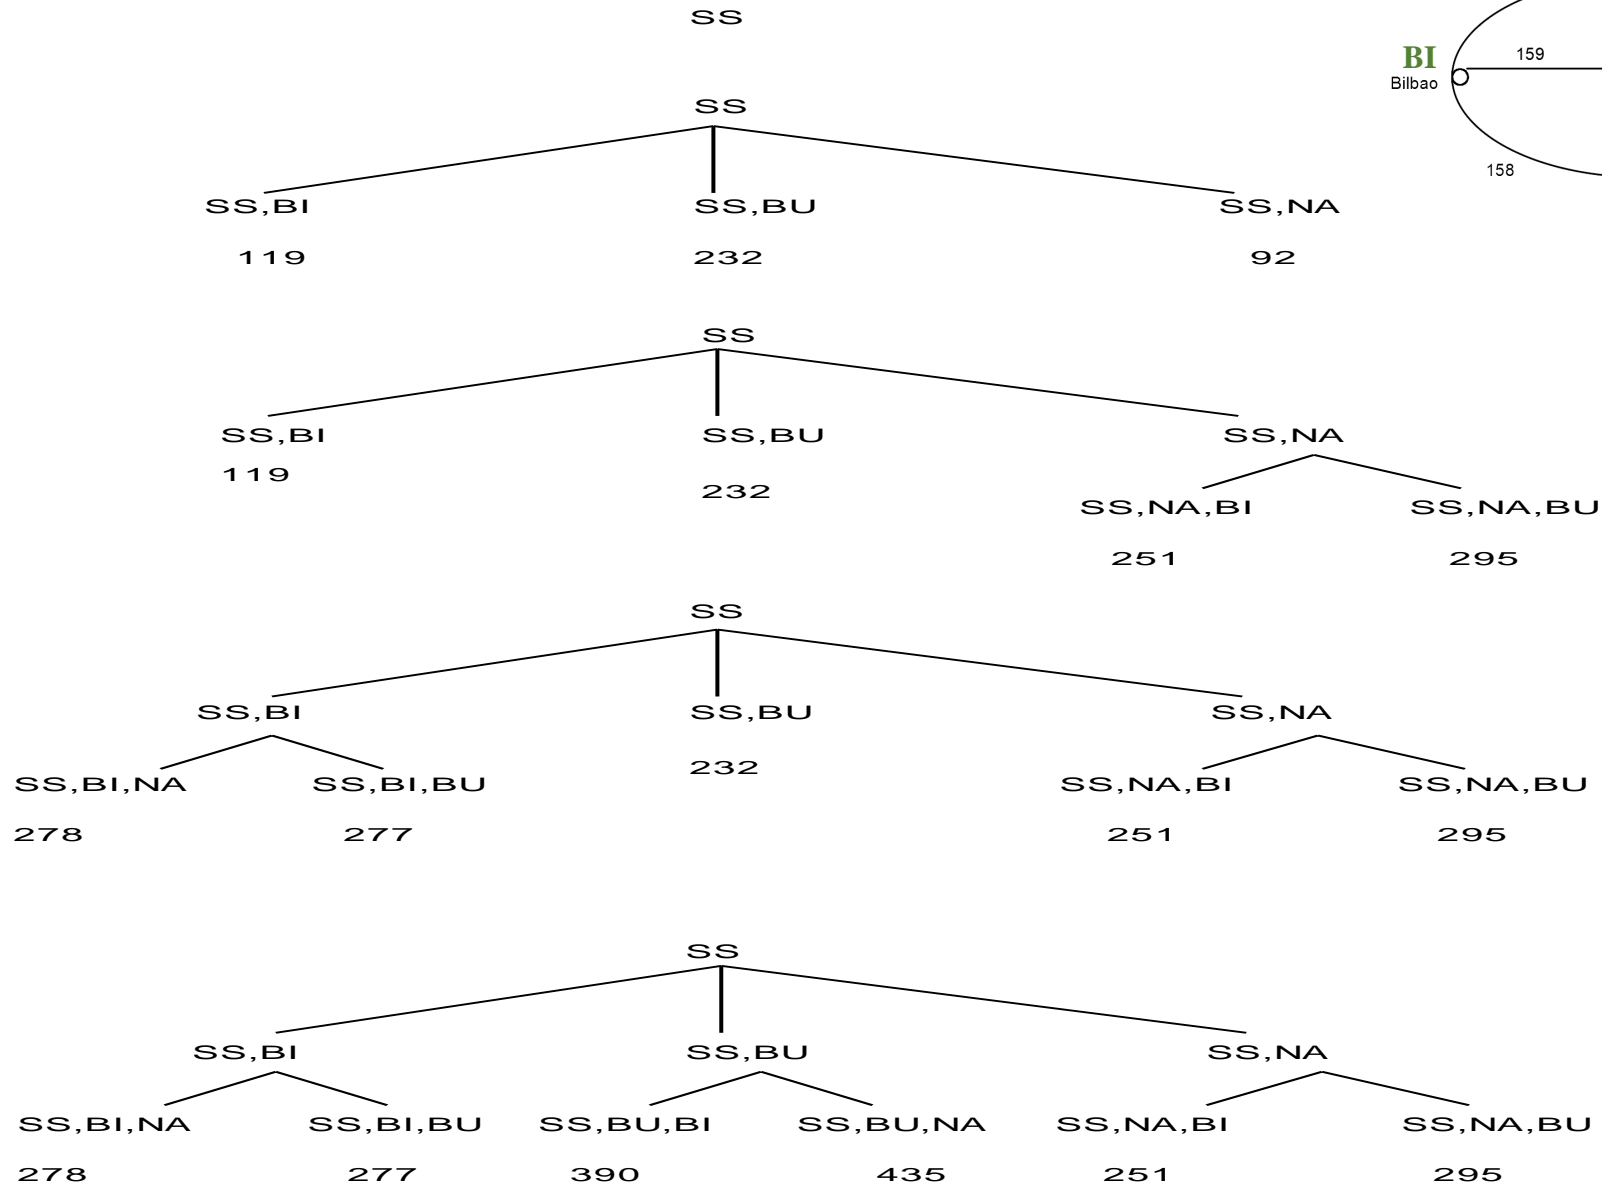 SS
BI
Bilbao
159
158
SS
SS,BI SS,BU SS,NA
119 232 92
SS
SS,BI SS,BU SS,NA
119
232
SS,NA,BI SS,NA,BU
251 295
SS
SS,BI SS,BU SS,NA
232
SS,BI,NA SS,BI,BU SS,NA,BI SS,NA,BU
278 277 251 295
SS
SS,BI SS,BU SS,NA
SS,BI,NA SS,BI,BU SS,BU,BI SS,BU,NA SS,NA,BI SS,NA,BU
278 277 390 435 251 295